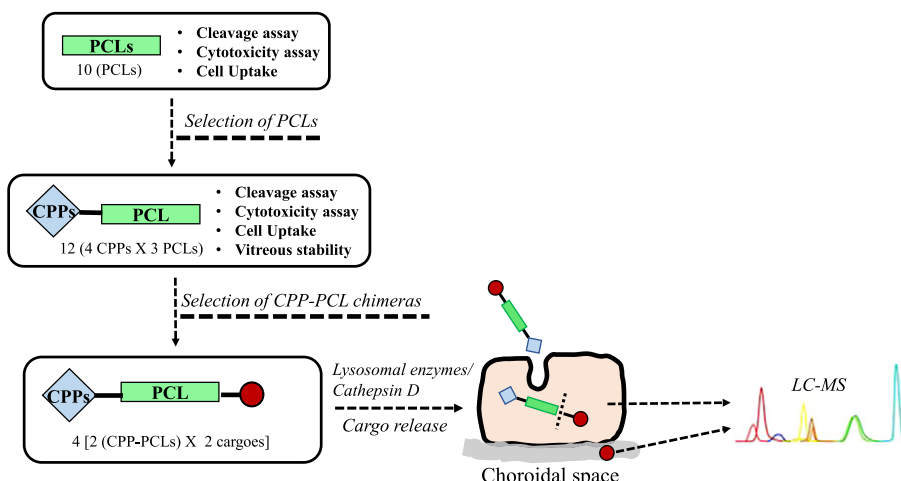 PCLs
10 (PCLs)
• Cleavage assay
• Cytotoxicity assay
• Cell Uptake
Selection of PCLs
CPPs
PCL
12 (4 CPPs X 3 PCLs)
• Cleavage assay
• Cytotoxicity assay
• Cell Uptake
• Vitreous stability
Selection of CPP-PCL chimeras
CPPs
PCL
4 [2 (CPP-PCLs) X 2 cargoes]
Lysosomal enzymes/
Cathepsin D
Cargo release
Choroidal space
LC-MS